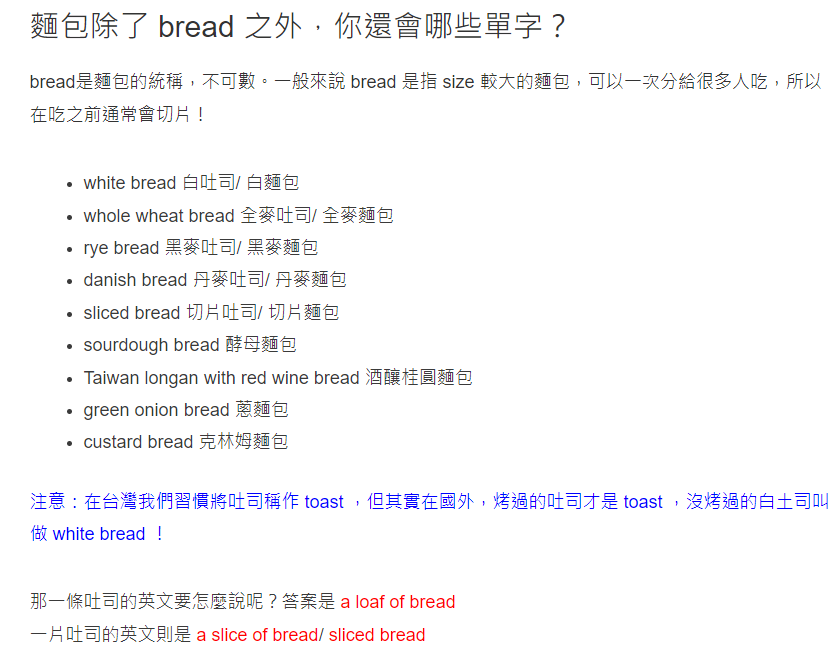 麵包除了 bread 之外，你還會哪些單字？
bread是麵包的統稱，不可數。一般來說 bread 是指 size 較大的麵包，可以一次分給很多人吃，所以
在吃之前通常會切片！
• white bread 白吐司/ 白麵包
• whole wheat bread 全麥吐司/ 全麥麵包
• rye bread 黑麥吐司/ 黑麥麵包
• danish bread 丹麥吐司/ 丹麥麵包
• sliced bread 切片吐司/ 切片麵包
• sourdough bread 酵母麵包
• Taiwan longan with red wine bread 酒釀桂圓麵包
• green onion bread 蔥麵包
• custard bread 克林姆麵包
注意：在台灣我們習慣將吐司稱作 toast ，但其實在國外，烤過的吐司才是 toast ，沒烤過的白土司叫
做 white bread ！
那一條吐司的英文要怎麼說呢？答案是 a loaf of bread
一片吐司的英文則是 a slice of bread/ sliced bread